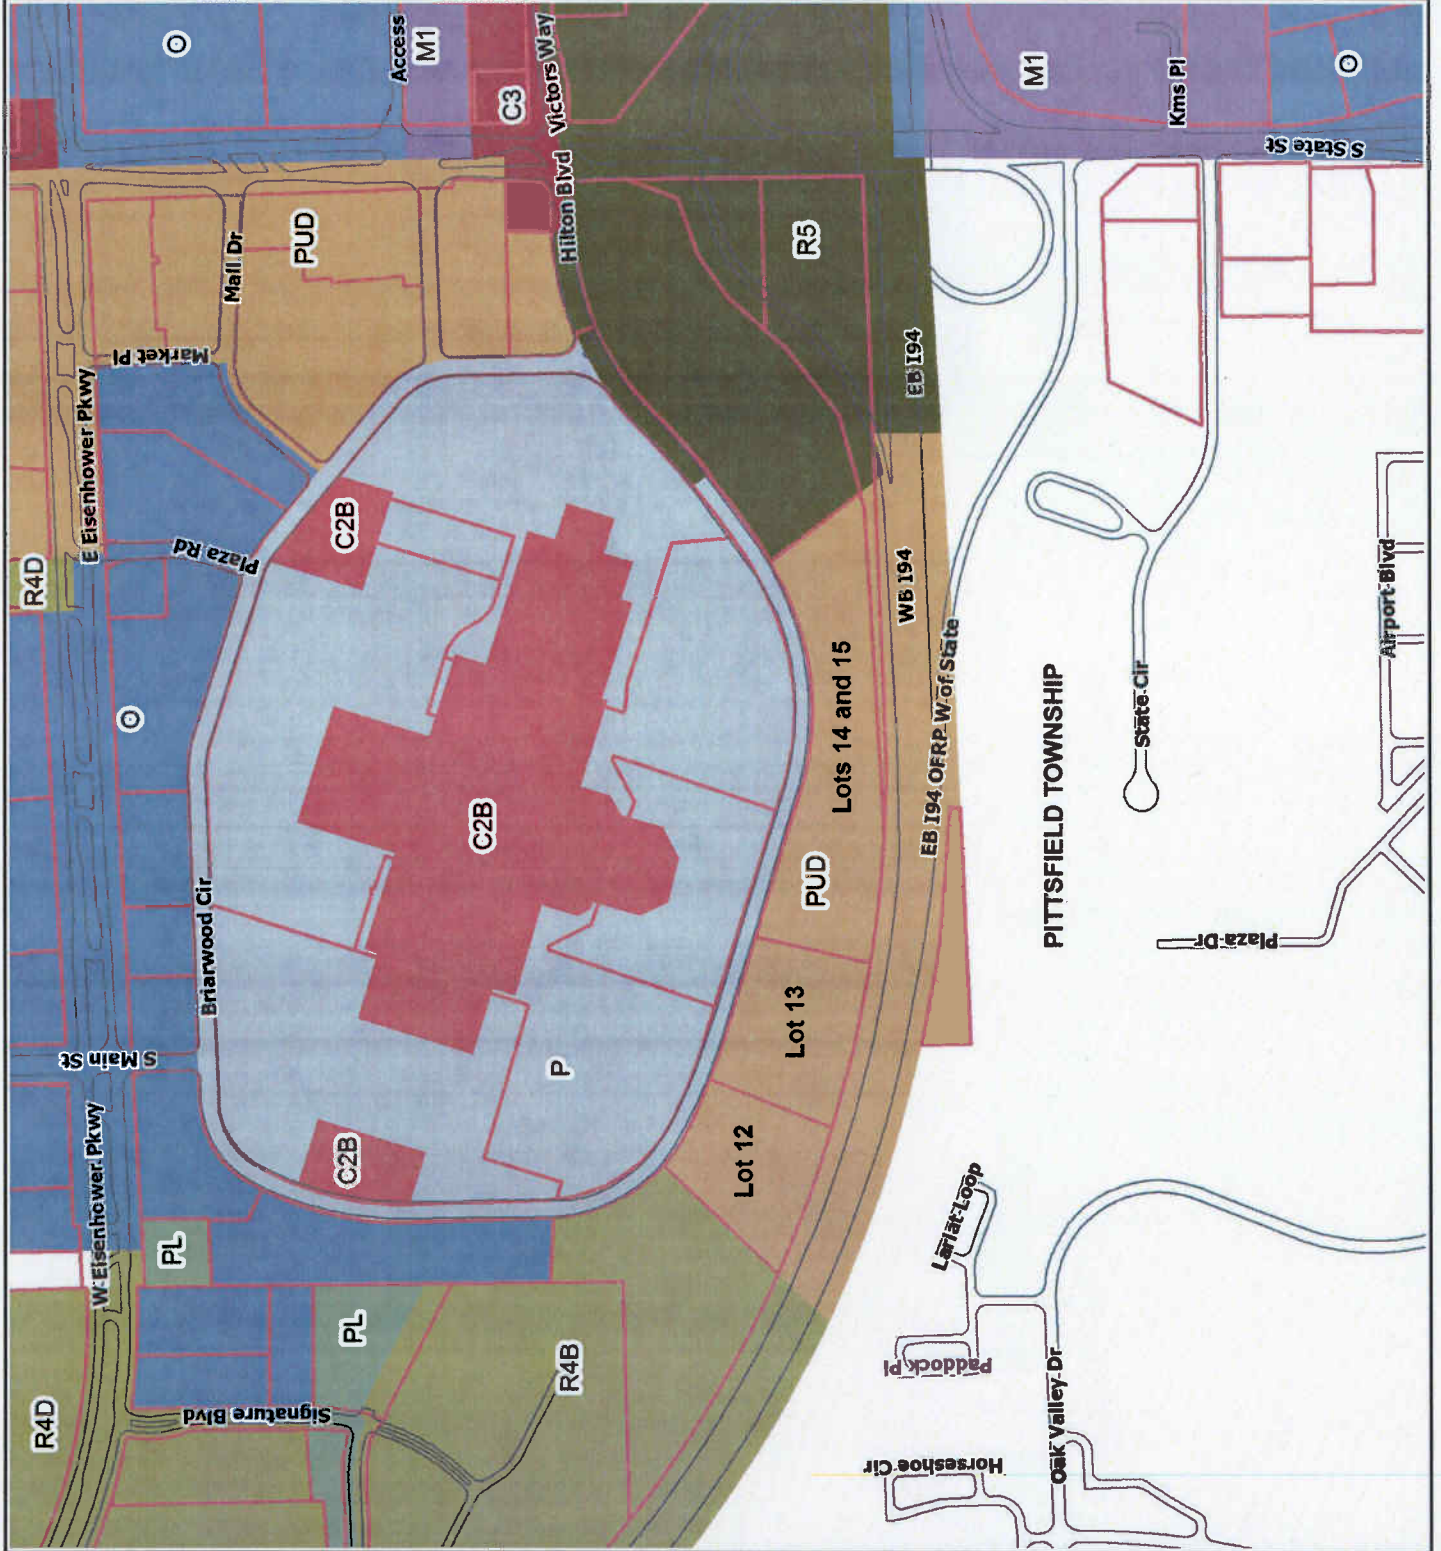 O
Access
M1
C3
Victors Way
M1
Kms Pl
O
S State St
Hilton Blvd
PUD
Mall Dr
R5
Market Pl
EB I94
E Eisenhower Pkwy
C2B
Plaza Rd
R4D
WB I94
Airport Blvd
EB I94 OFRP W of State
Lots 14 and 15
State Cir
PITTSFIELD TOWNSHIP
O
C2B
PUD
Briarwood Cir
Plaza Dr
Lot 13
S Main St
P
C2B
Lot 12
W Eisenhower Pkwy
PL
Lariat Loop
PL
R4B
Paddock Pl
Oak Valley Dr
R4D
Signature Blvd
Horseshoe Cir